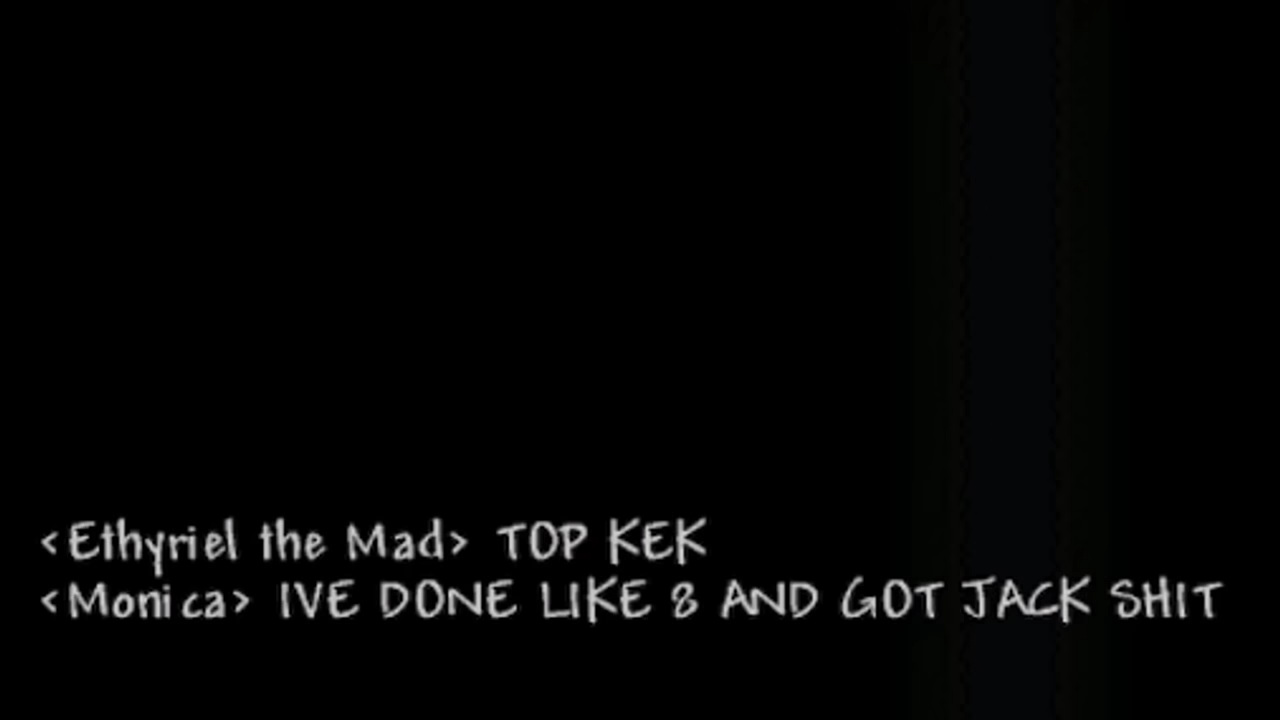 <Ethyriel the Mad> TOP KEK
<Monica> IVE DONE LIKE 8 AND GOT JACK SHIT